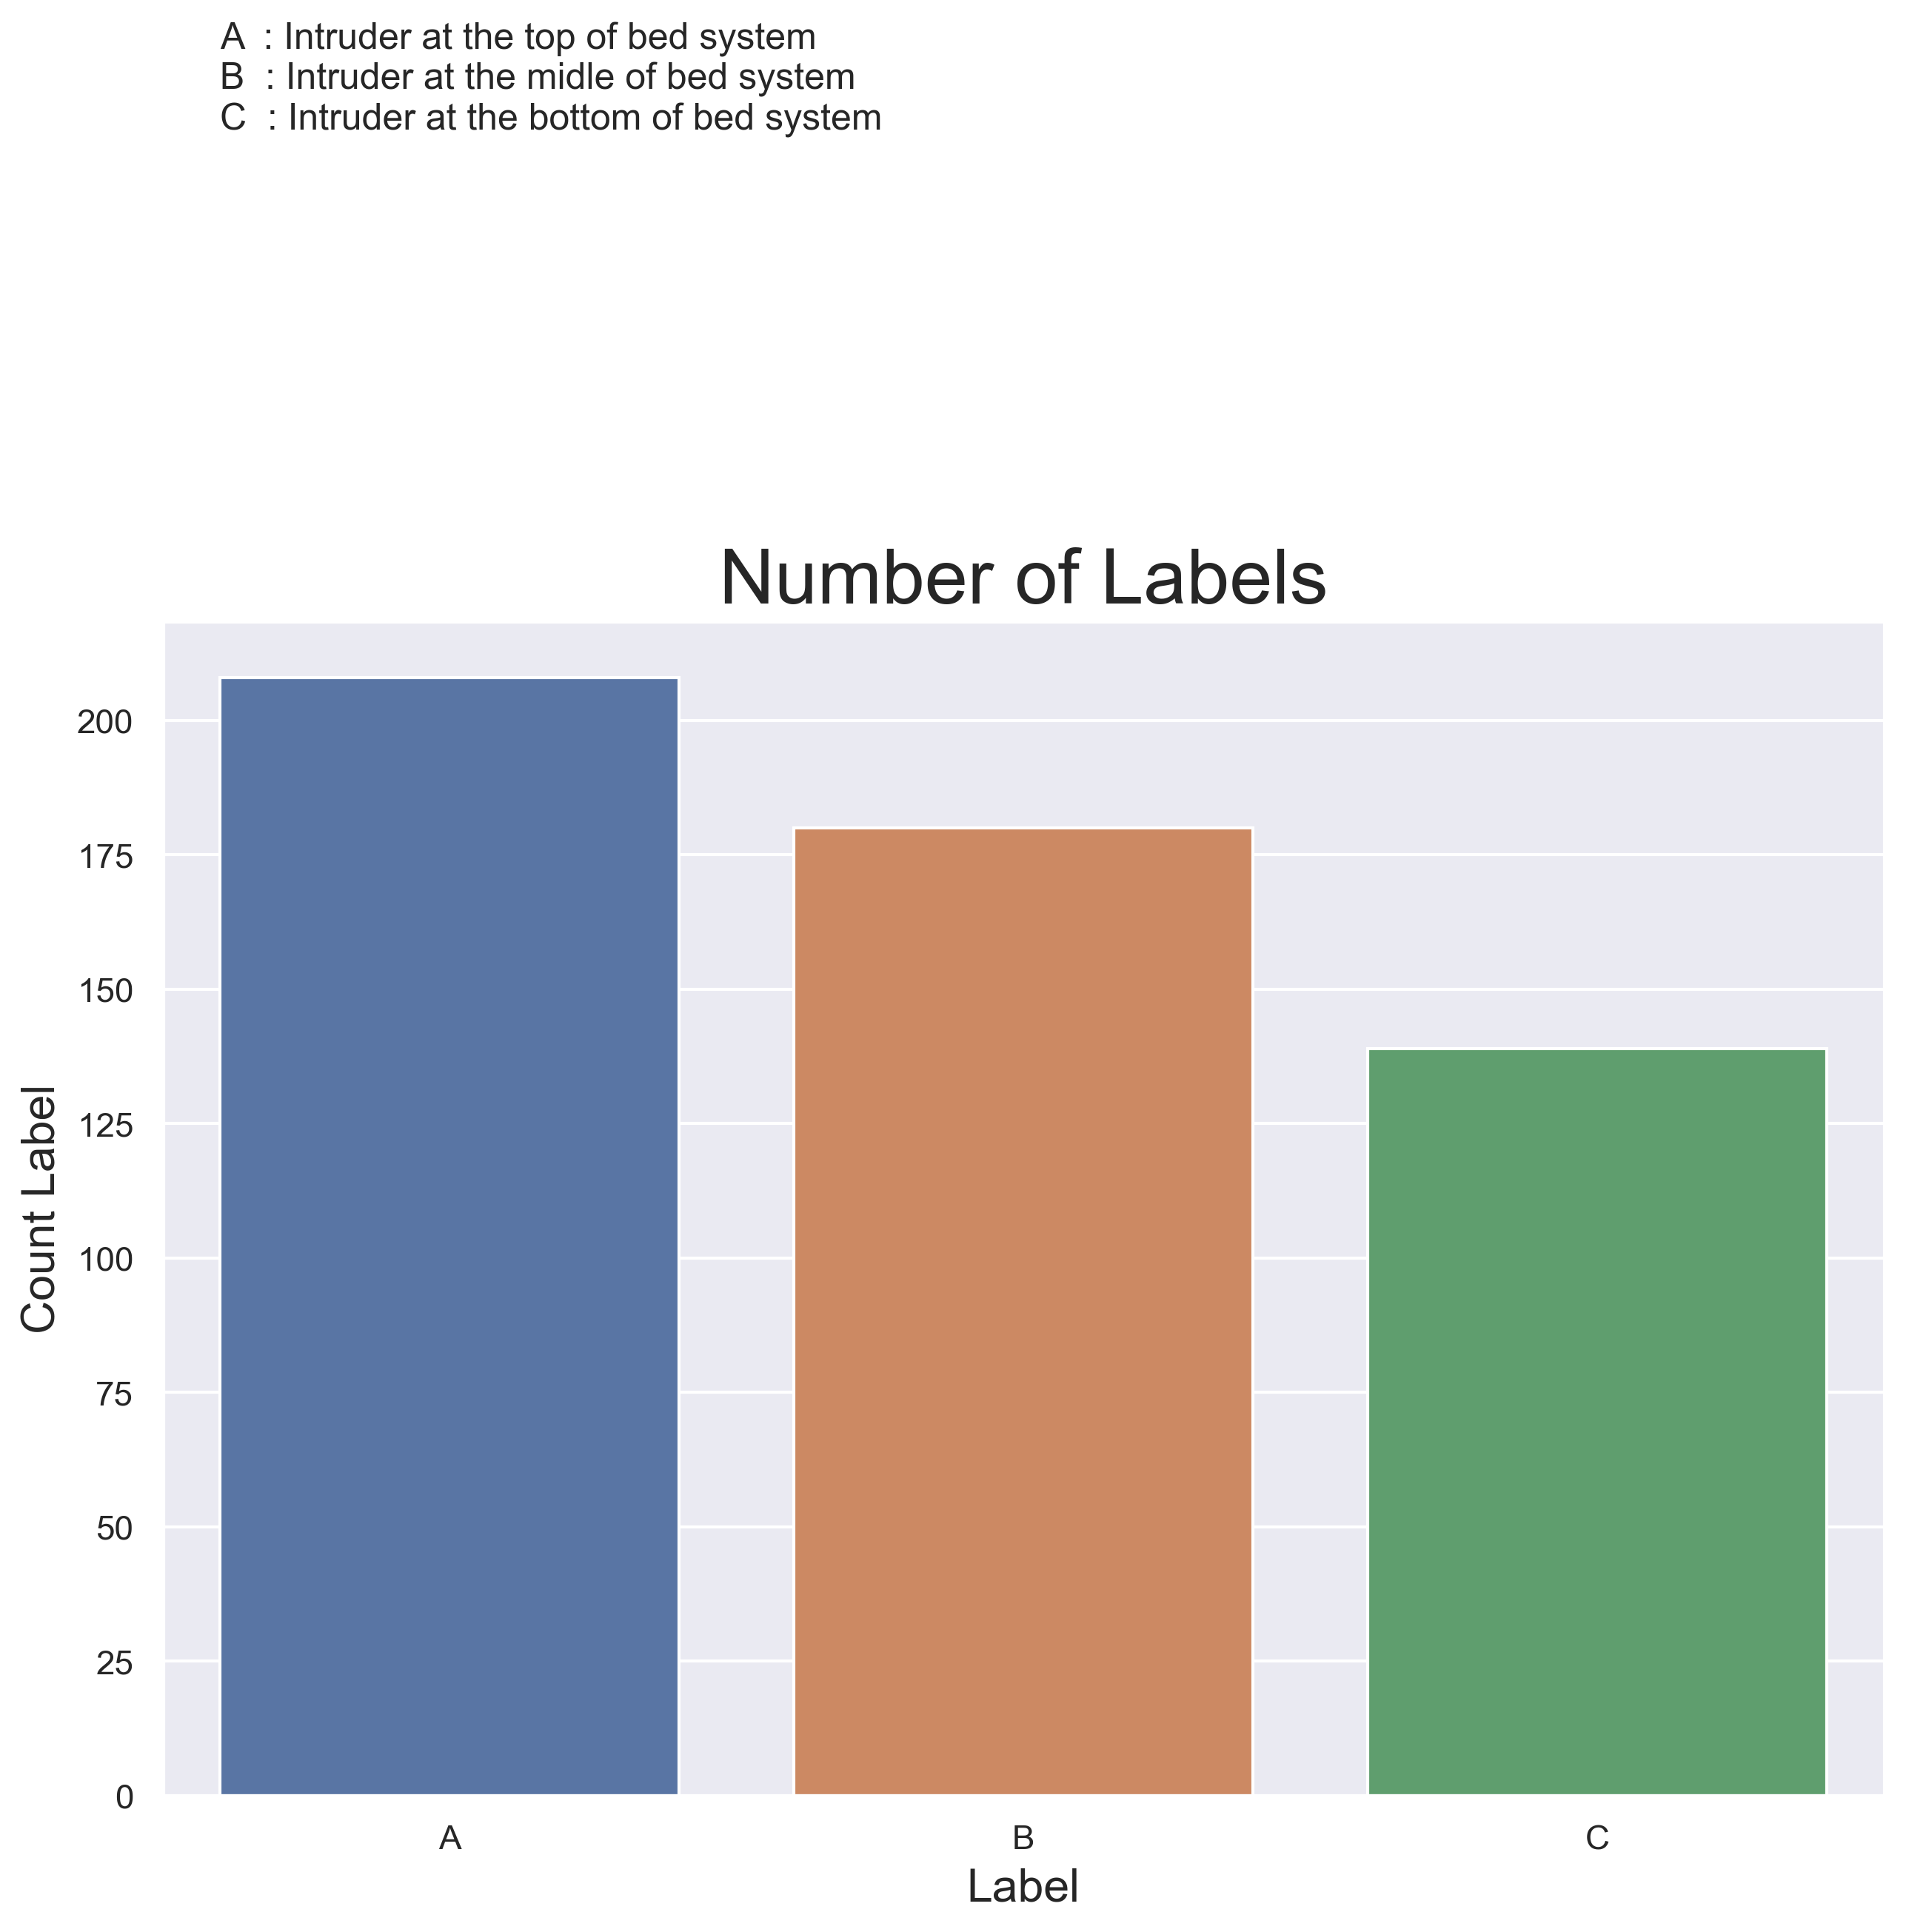 A : Intruder at the top of bed system
B : Intruder at the midle of bed system
C : Intruder at the bottom of bed system
Number of Labels
200
175
150
125
100
75
50
25
0
Count Label
A B C
Label